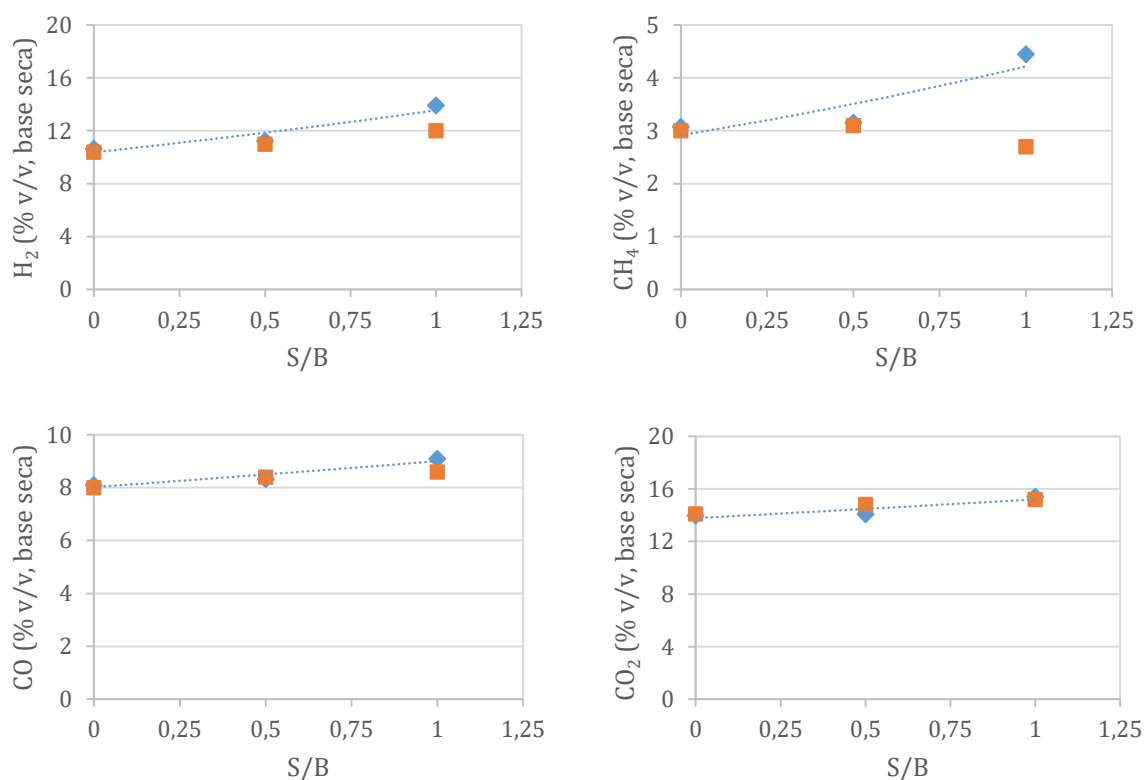 H₂ (% v/v, base seca)
20
16
12
8
4
0
0 0,25 0,5 0,75 1 1,25
S/B
CH₄ (% v/v, base seca)
5
4
3
2
1
0
0 0,25 0,5 0,75 1 1,25
S/B
CO (% v/v, base seca)
10
8
6
4
2
0
0 0,25 0,5 0,75 1 1,25
S/B
CO₂ (% v/v, base seca)
20
16
12
8
4
0
0 0,25 0,5 0,75 1 1,25
S/B